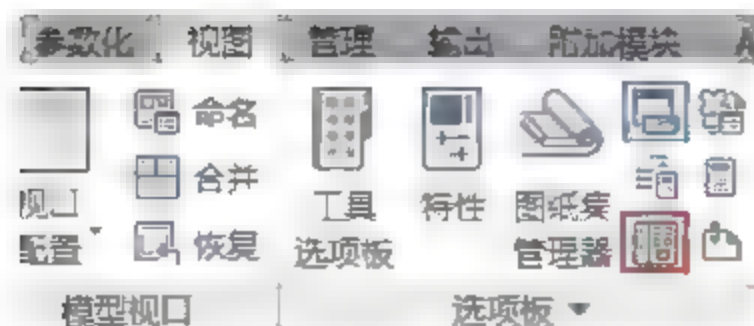 参数化 视图 管理 输出 附加模块
命名
合并
恢复
视口
配置
工具
选项板
特性
图纸集
管理器
模型视口 选项板